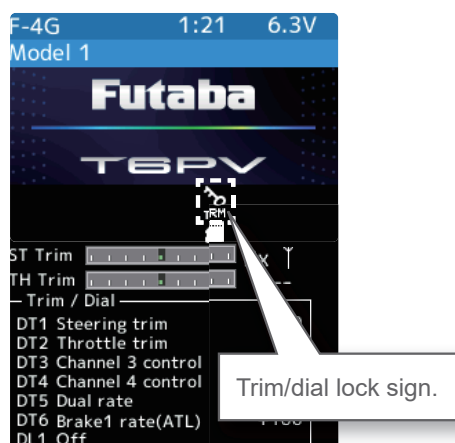 F-4G 1:21 6.3V
Model 1
Futaba
T6PV
TRM
ST Trim
TH Trim
Trim / Dial
DT1 Steering trim
DT2 Throttle trim
DT3 Channel 3 control
DT4 Channel 4 control
DT5 Dual rate
DT6 Brake1 rate(ATL)
DL1 Off
Trim/dial lock sign.